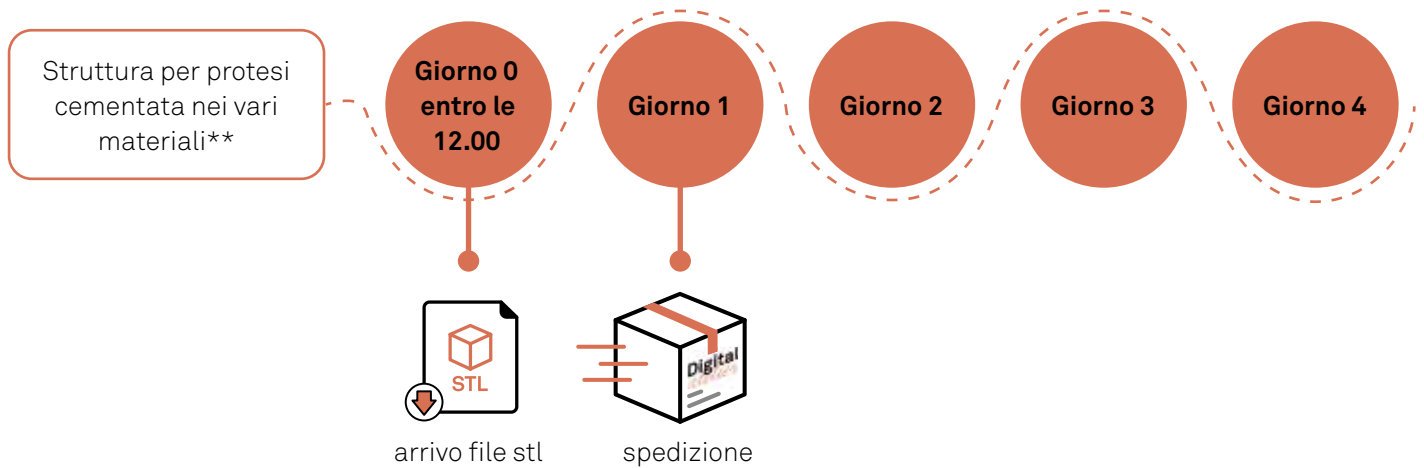 Struttura per protesi
cementata nei vari
materiali**
Giorno 0
entro le
12.00
Giorno 1
Giorno 2
Giorno 3
Giorno 4
STL
Digital
arrivo file stl
spedizione